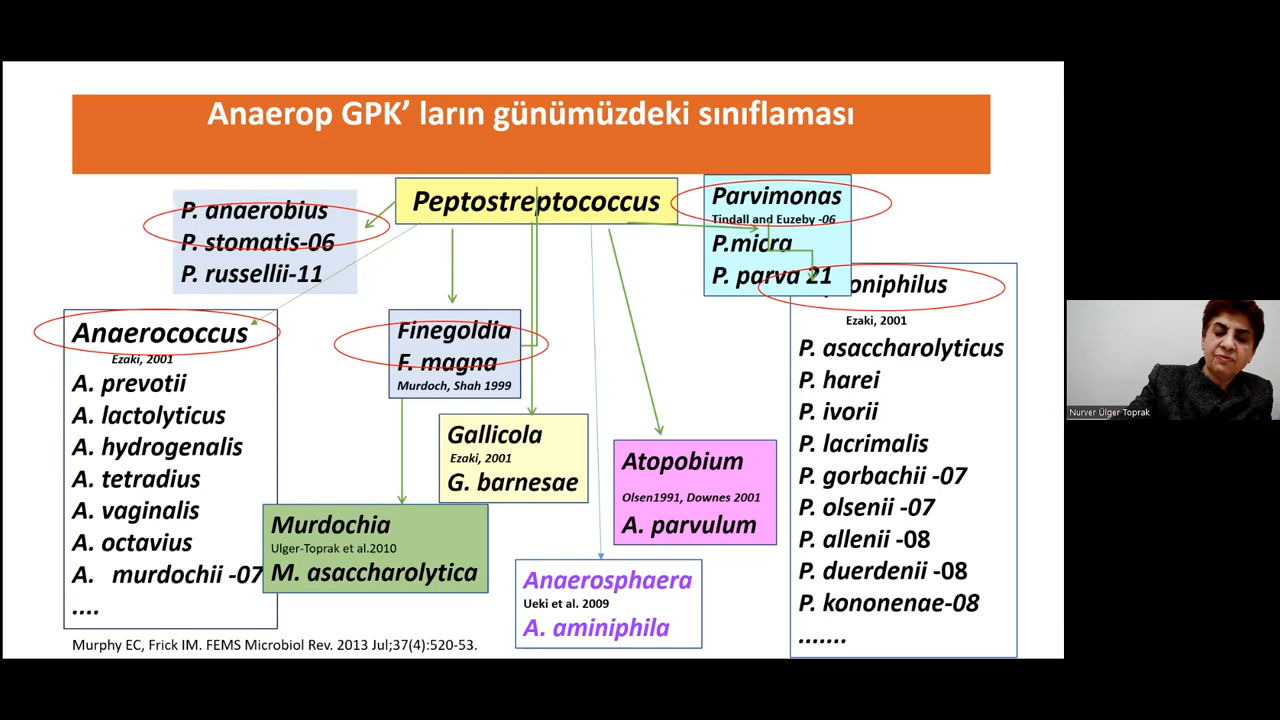 Anaerop GPK' ların günümüzdeki sınıflaması
P. anaerobius
P. stomatis-06
P. russellii-11
Peptostreptococcus
Parvimonas
Tindall and Euzeby -06
P.micra
P. parva 21
Anaerococcus
Ezaki, 2001
A. prevotii
A. lactolyticus
A. hydrogenalis
A. tetradius
A. vaginalis
A. octavius
A. murdochii -07
....
Finegoldia
F. magna
Murdoch, Shah 1999
Gallicola
Ezaki, 2001
G. barnesae
Murdochia
Ulger-Toprak et al.2010
M. asaccharolytica
Atopobium
Olsen1991, Downes 2001
A. parvulum
Anaerosphaera
Ueki et al. 2009
A. aminiphila
oniphilus
Ezaki, 2001
P. asaccharolyticus
P. harei
P. ivorii
P. lacrimalis
P. gorbachii -07
P. olsenii -07
P. allenii -08
P. duerdenii -08
P. kononenae-08
.......
Murphy EC, Frick IM. FEMS Microbiol Rev. 2013 Jul;37(4):520-53.
Nurver Ülger Toprak